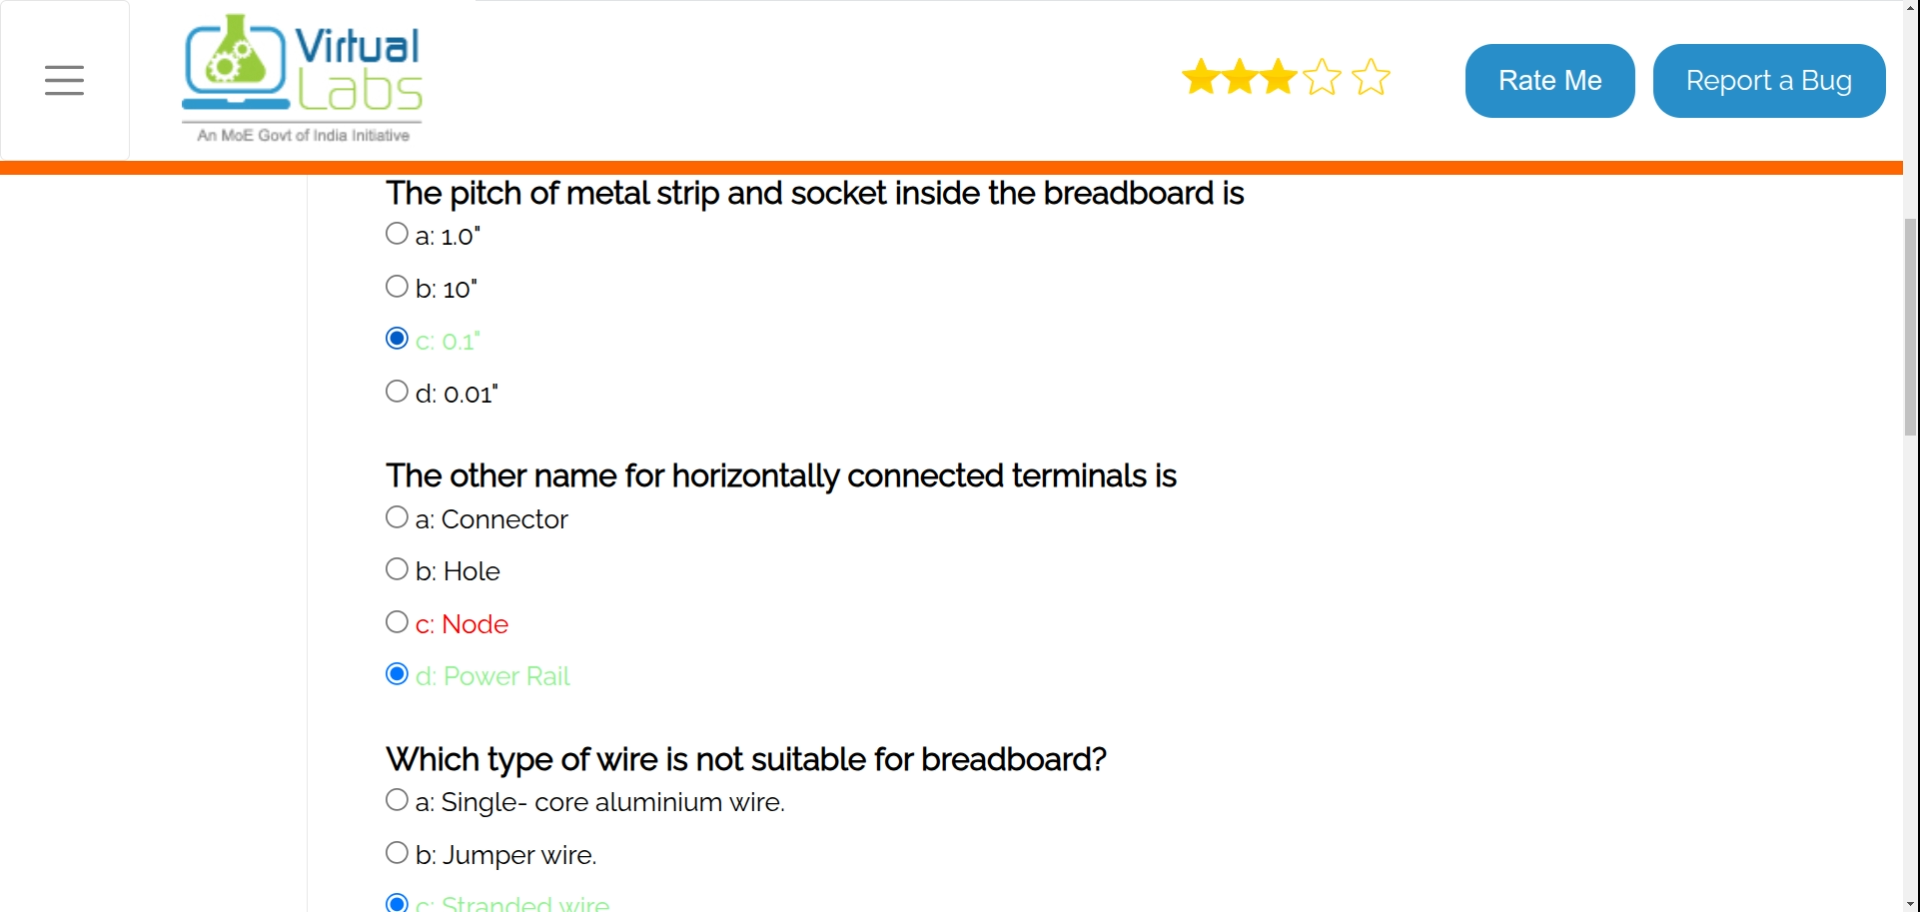 Virtual
Labs
An MoE Govt of India Initiative
Rate Me
Report a Bug
The pitch of metal strip and socket inside the breadboard is
a: 1.0"
b: 10"
c: 0.1"
d: 0.01"
The other name for horizontally connected terminals is
a: Connector
b: Hole
c: Node
d: Power Rail
Which type of wire is not suitable for breadboard?
a: Single- core aluminium wire.
b: Jumper wire.
c: Stranded wire